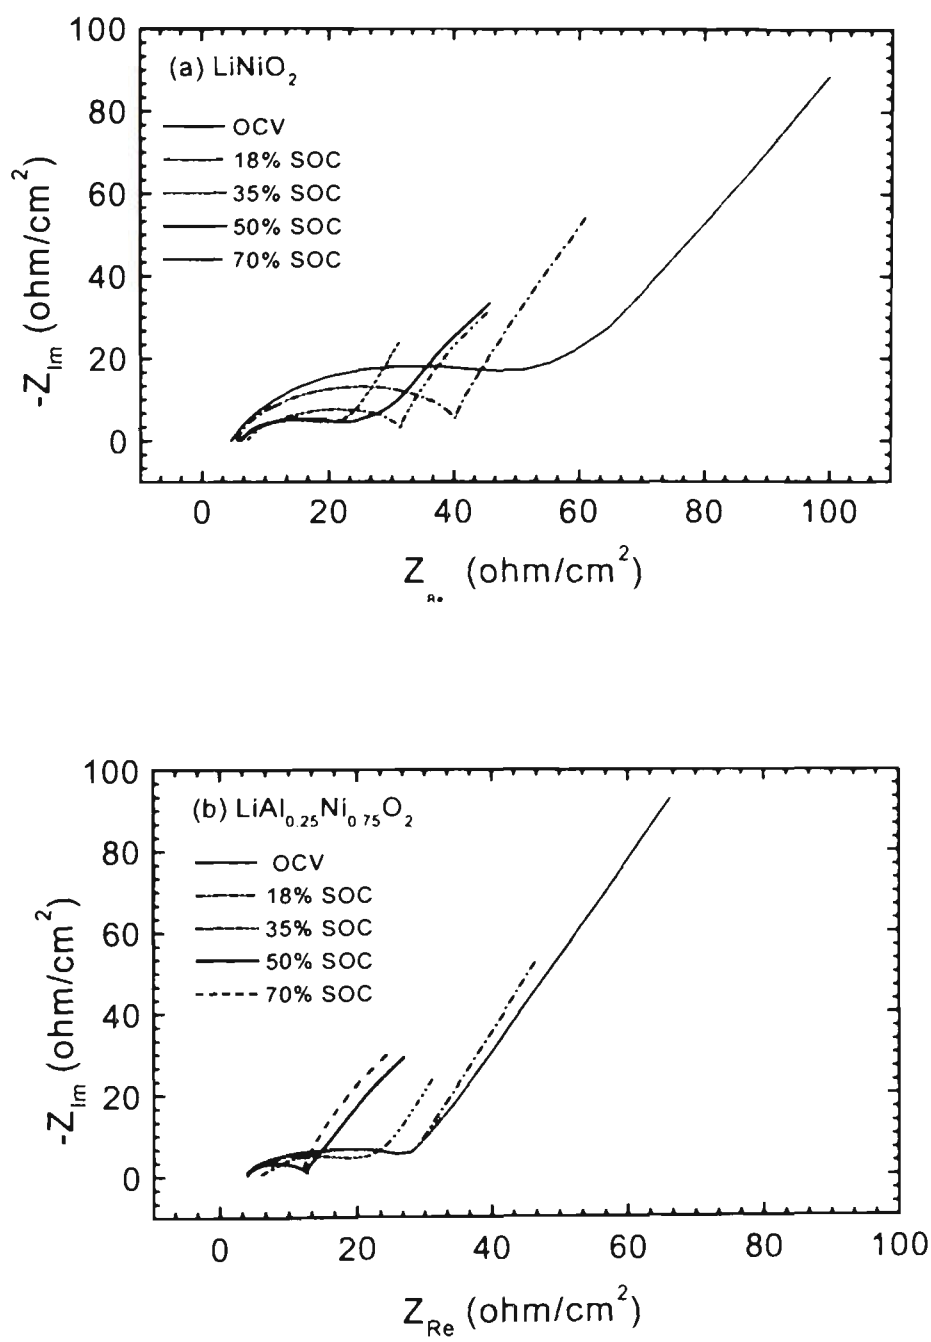 100
(a) LiNiO2
80
OCV
18% SOC
60
35% SOC
50% SOC
70% SOC
40
20
0
-ZIm (ohm/cm2)
0 20 40 60 80 100
ZRe (ohm/cm2)
100
(b) LiAl0.25Ni0.75O2
80
OCV
18% SOC
60
35% SOC
50% SOC
70% SOC
40
20
0
-ZIm (ohm/cm2)
0 20 40 60 80 100
ZRe (ohm/cm2)